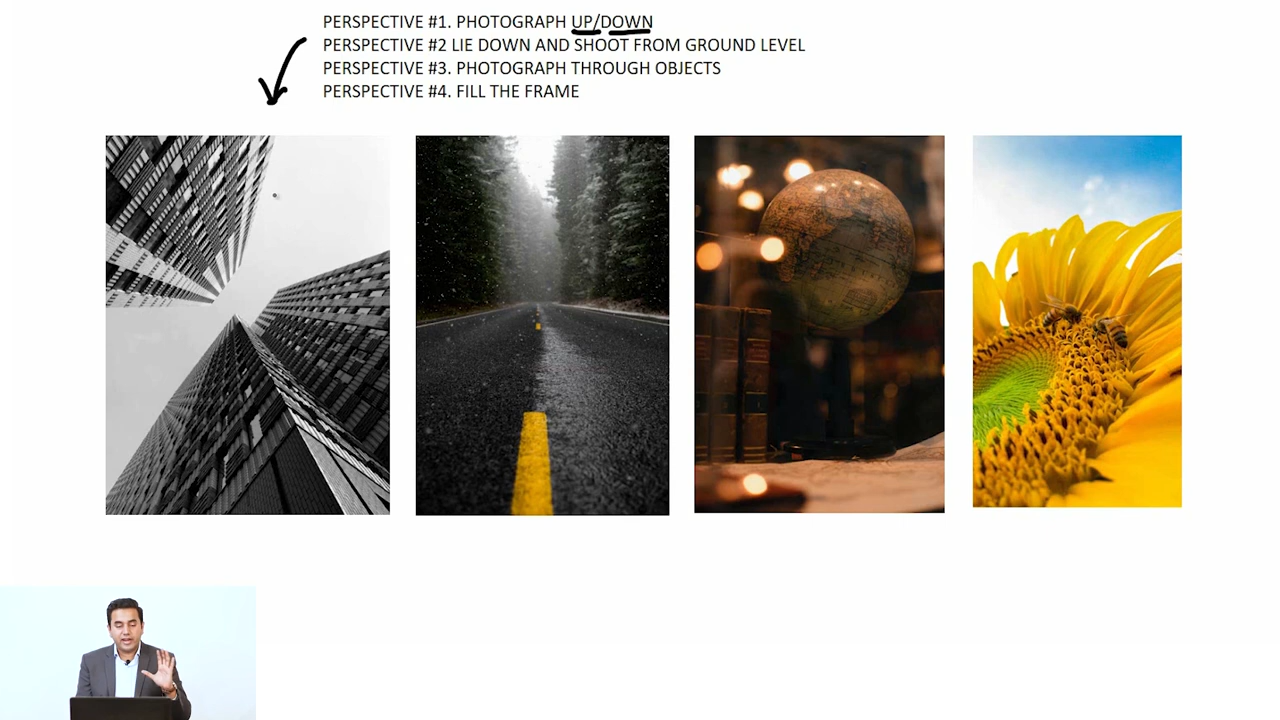 PERSPECTIVE #1. PHOTOGRAPH UP/DOWN
PERSPECTIVE #2 LIE DOWN AND SHOOT FROM GROUND LEVEL
PERSPECTIVE #3. PHOTOGRAPH THROUGH OBJECTS
PERSPECTIVE #4. FILL THE FRAME